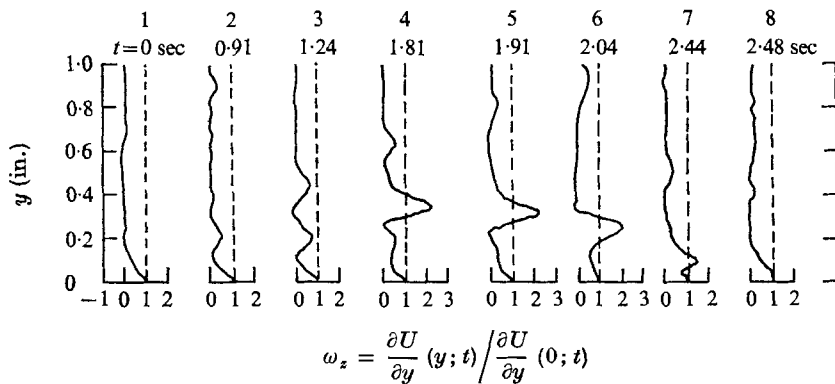 1 2 3 4 5 6 7 8
t=0 sec 0·91 1·24 1·81 1·91 2·04 2·44 2·48 sec
1·0
0·8
0·6
0·4
0·2
0
y (in.)
−1 0 1 2 0 1 2 0 1 2 0 1 2 3 0 1 2 3 0 1 2 3 0 1 2 0 1 2
ω_z = ∂U/∂y (y; t) / ∂U/∂y (0; t)